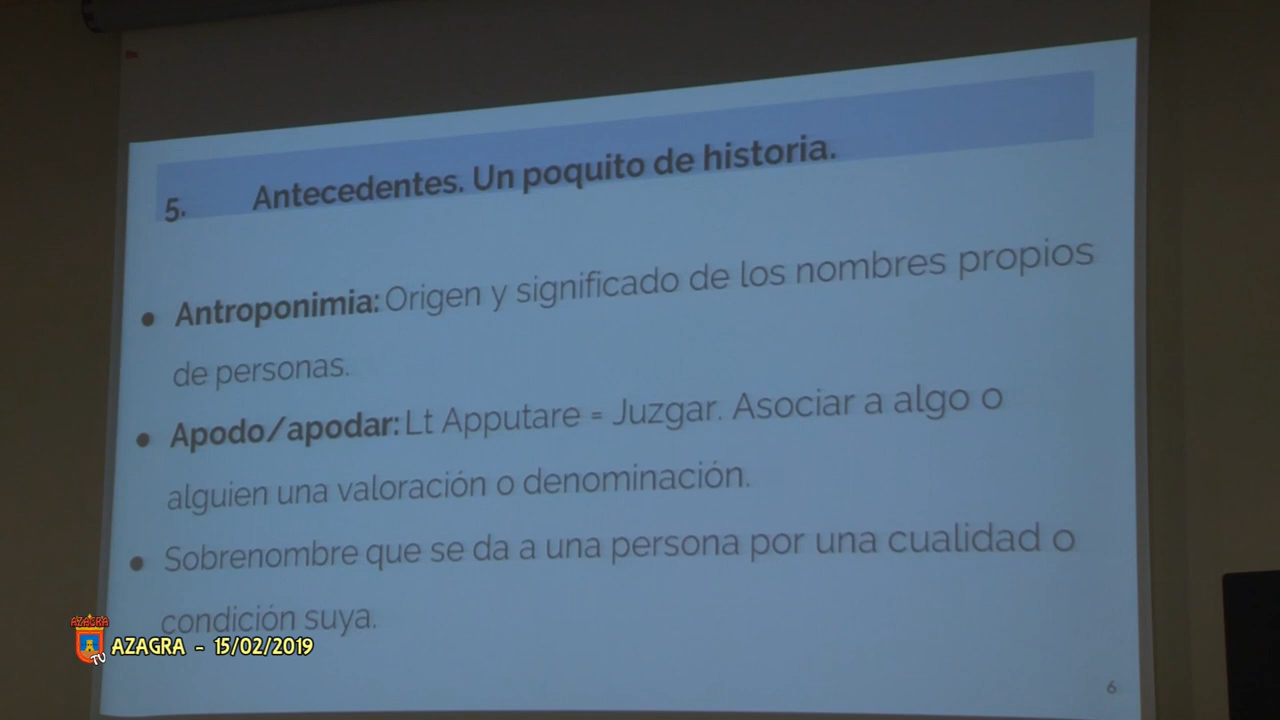 5. Antecedentes. Un poquito de historia.
● Antroponimia: Origen y significado de los nombres propios
de personas.
● Apodo/apodar: Lt Apputare = Juzgar. Asociar a algo o
alguien una valoración o denominación.
● Sobrenombre que se da a una persona por una cualidad o
condición suya.
AZAGRA
TV
AZAGRA - 15/02/2019
6